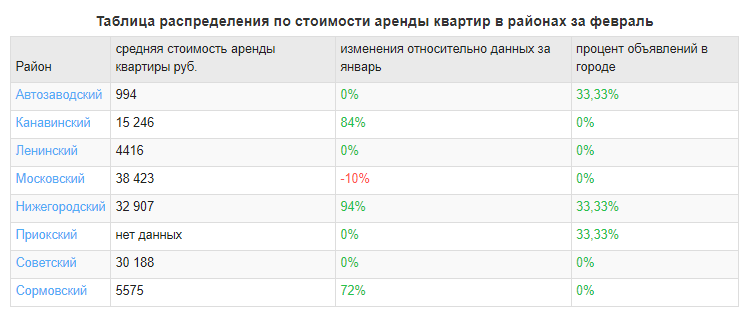 Таблица распределения по стоимости аренды квартир в районах за февраль
Район средняя стоимость аренды квартиры руб. изменения относительно данных за январь процент объявлений в городе
Автозаводский 994 0% 33,33%
Канавинский 15 246 84% 0%
Ленинский 4416 0% 0%
Московский 38 423 -10% 0%
Нижегородский 32 907 94% 33,33%
Приокский нет данных 0% 33,33%
Советский 30 188 0% 0%
Сормовский 5575 72% 0%